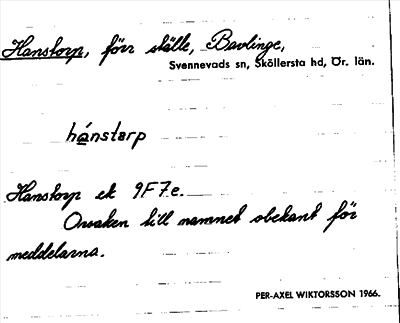 Hanstorp, förr ställe, Bavlinge,
Svennevads sn, Sköllersta hd, Ör. län.
hánstarp
Hanstorp ek 9F7e.
Orsaken till namnet obekant för
meddelarna.
PER-AXEL WIKTORSSON 1966.